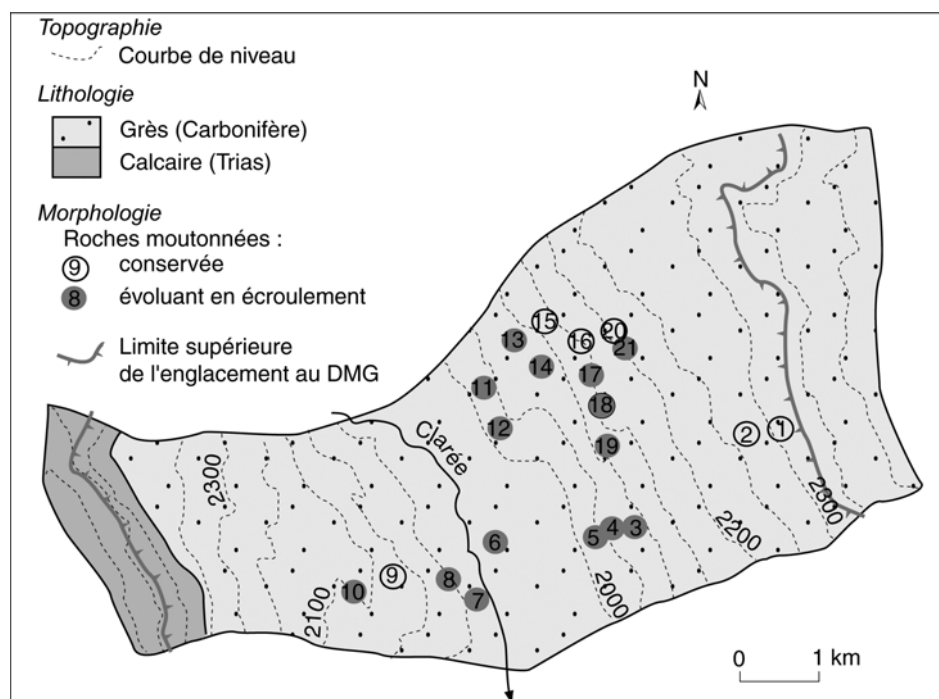 Topographie
Courbe de niveau
Lithologie
Grès (Carbonifère)
Calcaire (Trias)
Morphologie
Roches moutonnées :
9 conservée
8 évoluant en écroulement
Limite supérieure
de l'englacement au DMG
N
15
20
13
16
21
14
17
11
18
12
Clarée
2
1
19
2300
2300
6
5
4
3
2200
9
8
10
7
2000
2100
0
1 km